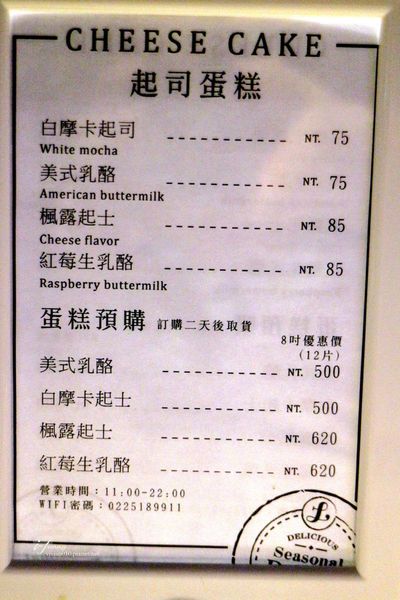 CHEESE CAKE
起司蛋糕
白摩卡起司 NT. 75
White mocha
美式乳酪 NT. 75
American buttermilk
楓露起士 NT. 85
Cheese flavor
紅莓生乳酪 NT. 85
Raspberry buttermilk
蛋糕預購 訂購二天後取貨
8吋優惠價
(12片)
美式乳酪 NT. 500
白摩卡起士 NT. 500
楓露起士 NT. 620
紅莓生乳酪 NT. 620
營業時間：11:00-22:00
WIFI密碼：0225189911
DELICIOUS
Seasonal